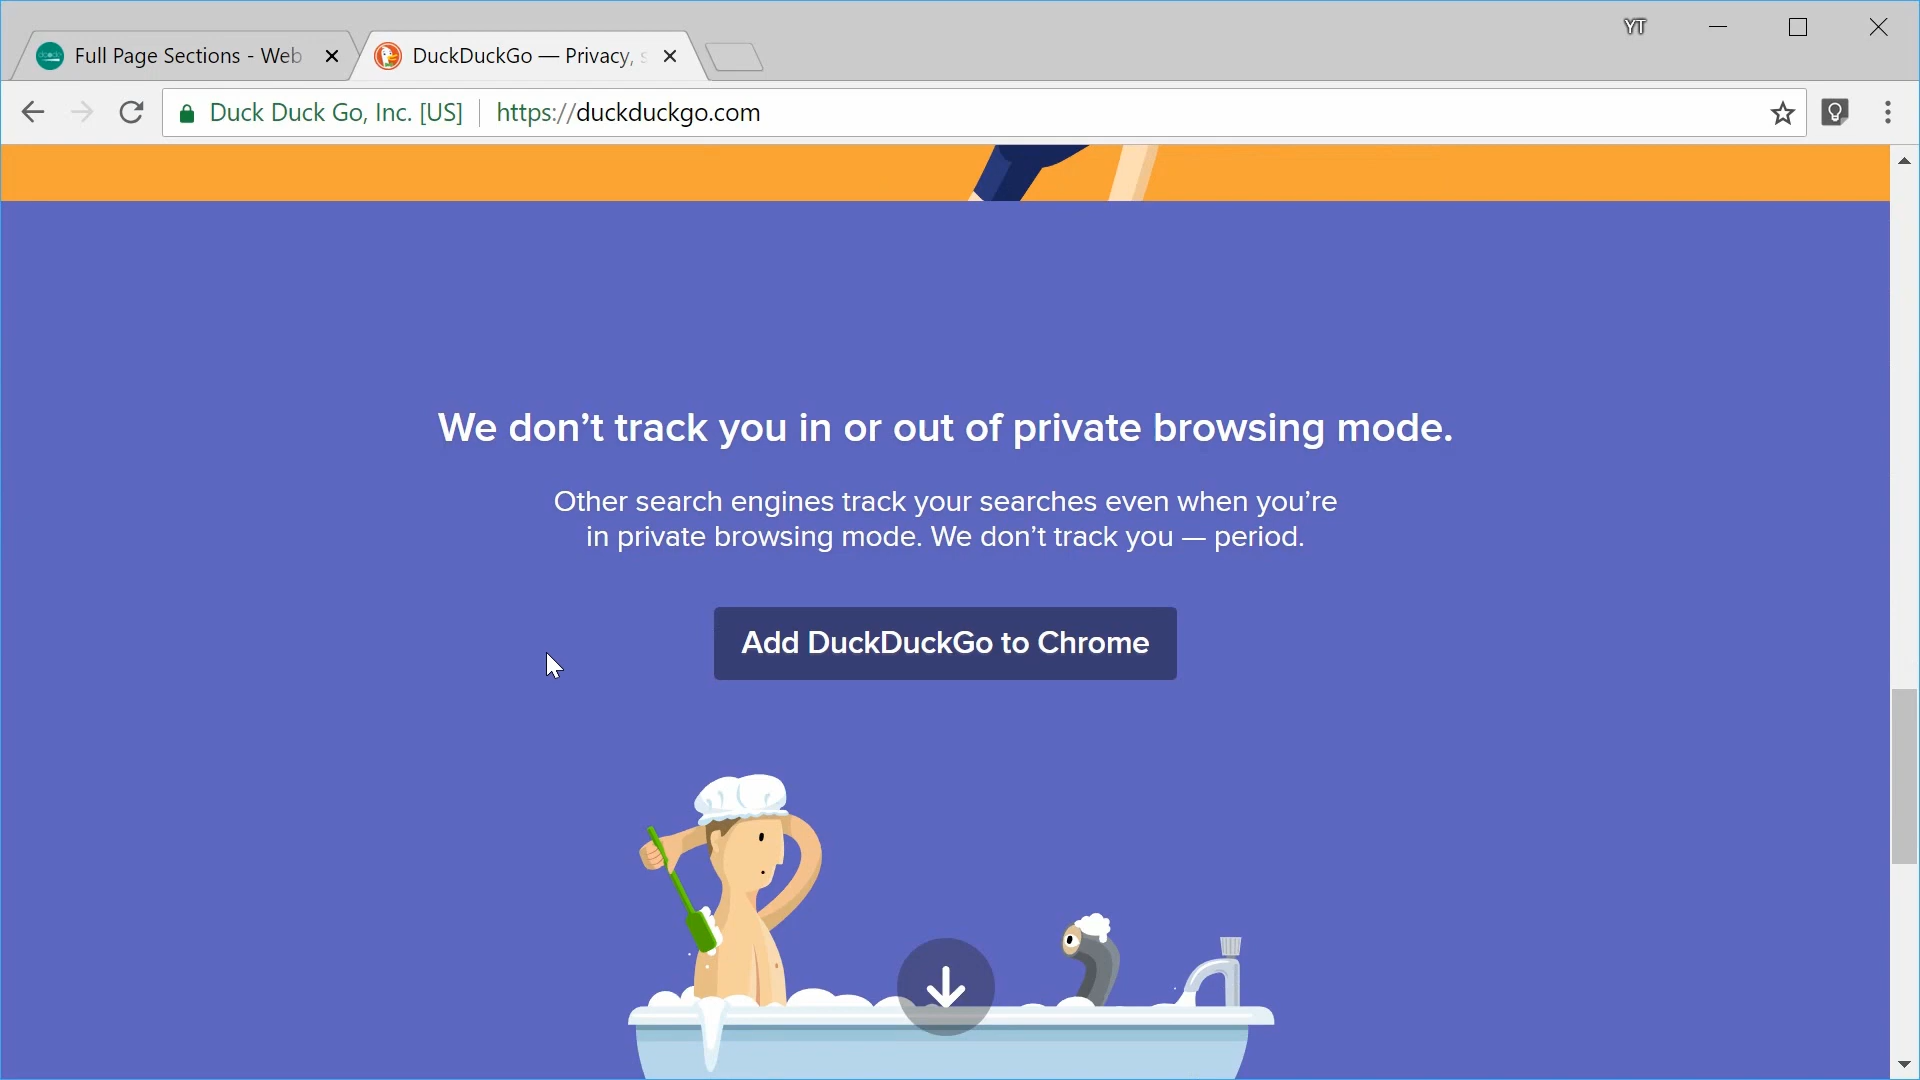 YT
Full Page Sections - Web
DuckDuckGo — Privacy, s
Duck Duck Go, Inc. [US]
https://duckduckgo.com
We don’t track you in or out of private browsing mode.
Other search engines track your searches even when you’re
in private browsing mode. We don’t track you — period.
Add DuckDuckGo to Chrome